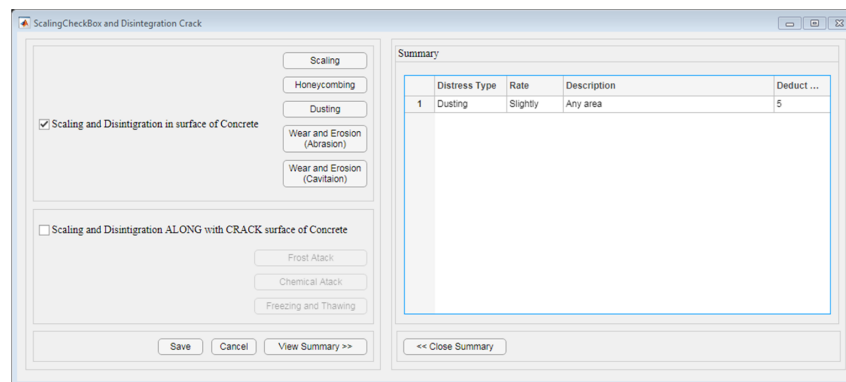 ScalingCheckBox and Disintegration Crack
Scaling
Honeycombing
Dusting
Scaling and Disintigration in surface of Concrete
Wear and Erosion
(Abrasion)
Wear and Erosion
(Cavitaion)
Scaling and Disintigration ALONG with CRACK surface of Concrete
Frost Atack
Chemical Atack
Freezing and Thawing
Save Cancel View Summary >>
Summary
Distress Type Rate Description Deduct ...
1 Dusting Slightly Any area 5
<< Close Summary